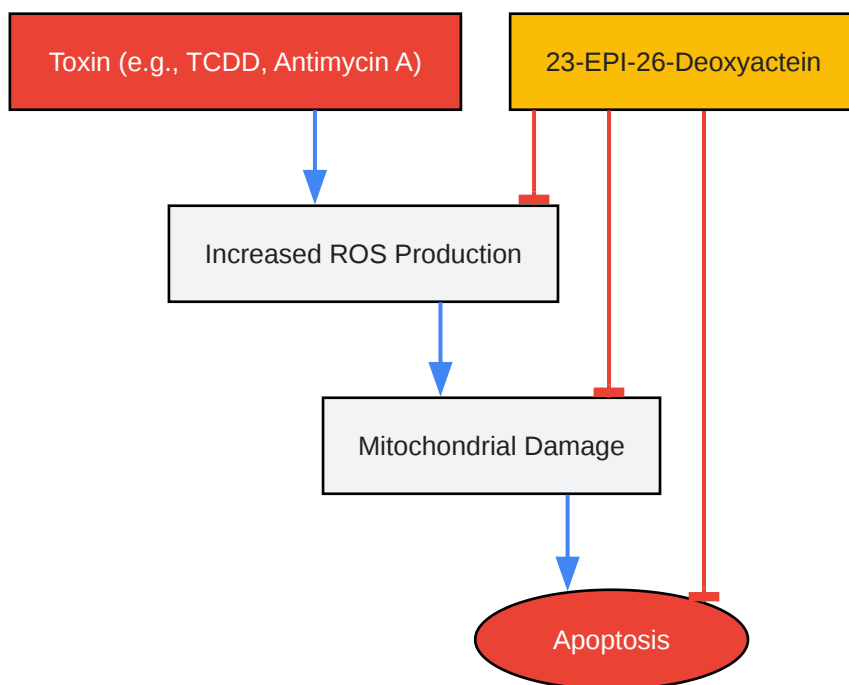 Toxin (e.g., TCDD, Antimycin A)
23-EPI-26-Deoxyactein
Increased ROS Production
Mitochondrial Damage
Apoptosis